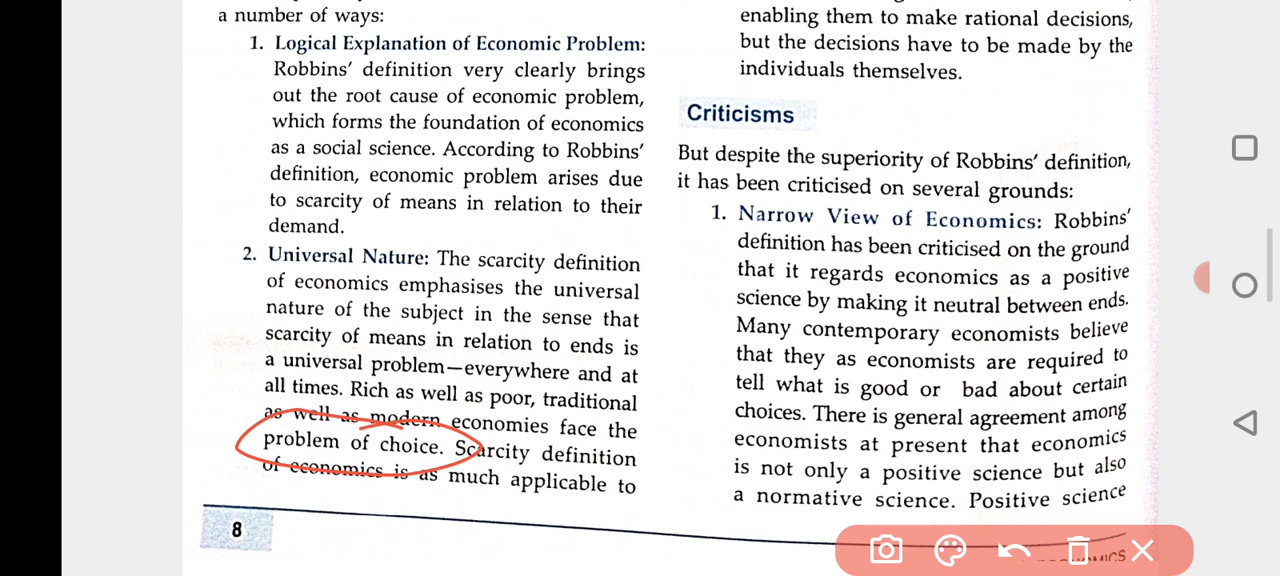 a number of ways:
1. Logical Explanation of Economic Problem:
Robbins' definition very clearly brings
out the root cause of economic problem,
which forms the foundation of economics
as a social science. According to Robbins'
definition, economic problem arises due
to scarcity of means in relation to their
demand.
2. Universal Nature: The scarcity definition
of economics emphasises the universal
nature of the subject in the sense that
scarcity of means in relation to ends is
a universal problem—everywhere and at
all times. Rich as well as poor, traditional
as well as modern economies face the
problem of choice. Scarcity definition
of economics is as much applicable to
8
enabling them to make rational decisions,
but the decisions have to be made by the
individuals themselves.
Criticisms
But despite the superiority of Robbins' definition,
it has been criticised on several grounds:
1. Narrow View of Economics: Robbins'
definition has been criticised on the ground
that it regards economics as a positive
science by making it neutral between ends.
Many contemporary economists believe
that they as economists are required to
tell what is good or bad about certain
choices. There is general agreement among
economists at present that economics
is not only a positive science but also
a normative science. Positive science